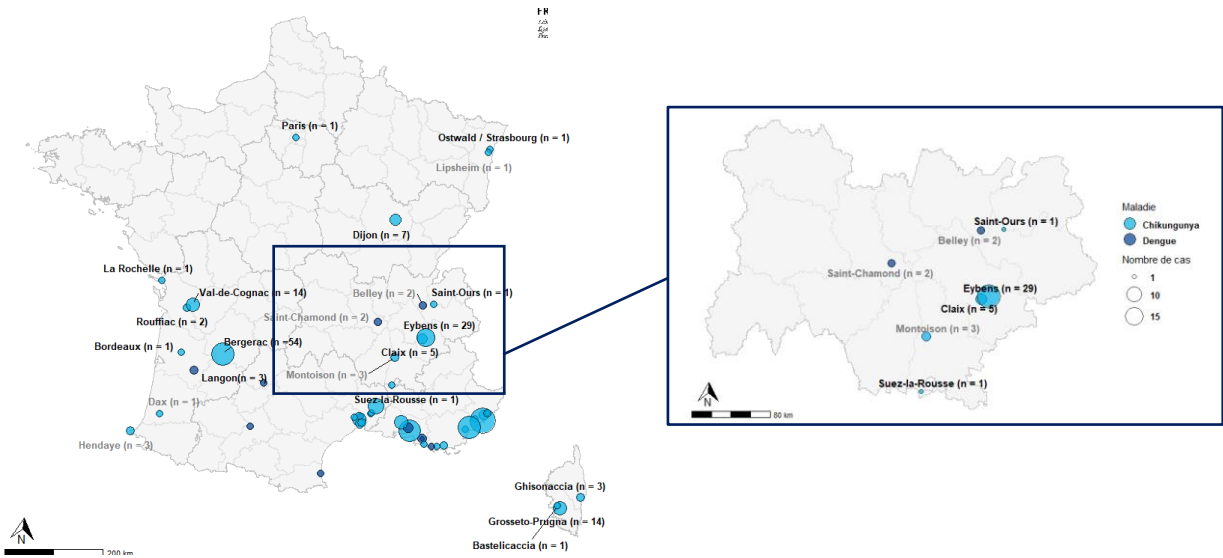 Paris (n = 1)
Ostwald / Strasbourg (n = 1)
Lipsheim (n = 1)
Dijon (n = 7)
La Rochelle (n = 1)
Val-de-Cognac (n = 14)
Rouffiac (n = 2)
Bergerac (n =54)
Bordeaux (n = 1)
Langon(n = 3)
Dax (n = 1)
Hendaye (n = 3)
Belley (n = 2)
Saint-Ours (n = 1)
Saint-Chamond (n = 2)
Eybens (n = 29)
Claix (n = 5)
Montoison (n = 3)
Suez-la-Rousse (n = 1)
Ghisonaccia (n = 3)
Grosseto-Prugna (n = 14)
Bastelicaccia (n = 1)
N
200 km
Saint-Ours (n = 1)
Belley (n = 2)
Saint-Chamond (n = 2)
Eybens (n = 29)
Claix (n = 5)
Montoison (n = 3)
Suez-la-Rousse (n = 1)
N
80 km
Maladie
Chikungunya
Dengue
Nombre de cas
1
10
15